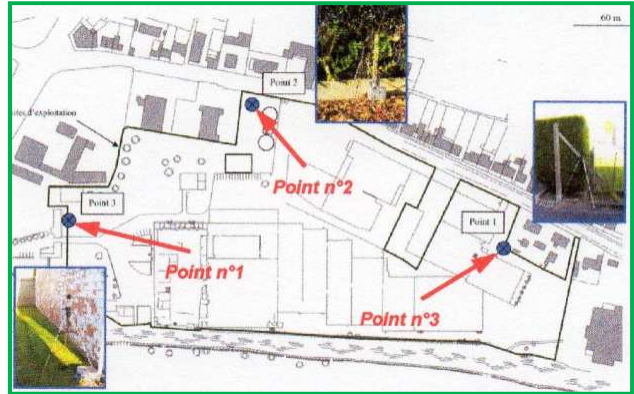 60 m
Point 2
ites d'exploitation
Point n°2
Point 3
Point 1
Point n°1
Point n°3